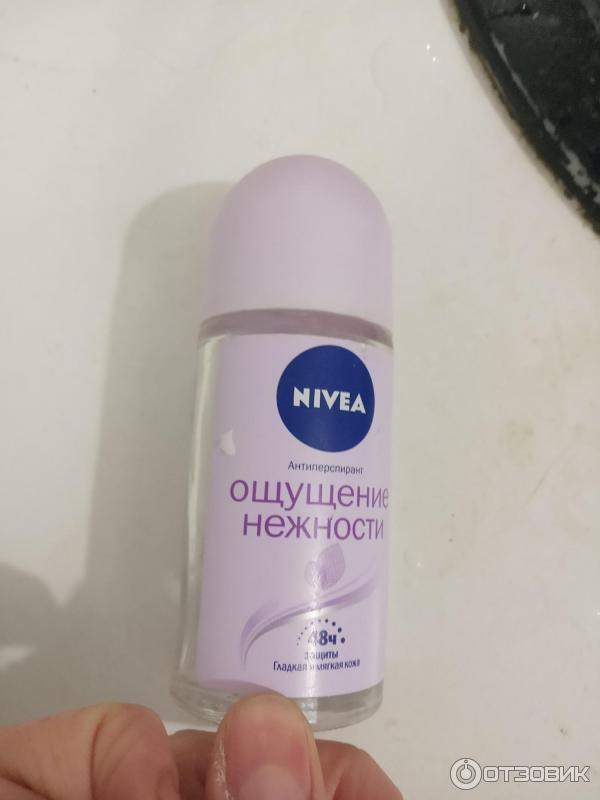 NIVEA
Антиперспирант
ощущение
нежности
48ч
защиты
Гладкая и мягкая кожа
ОТЗОВИК